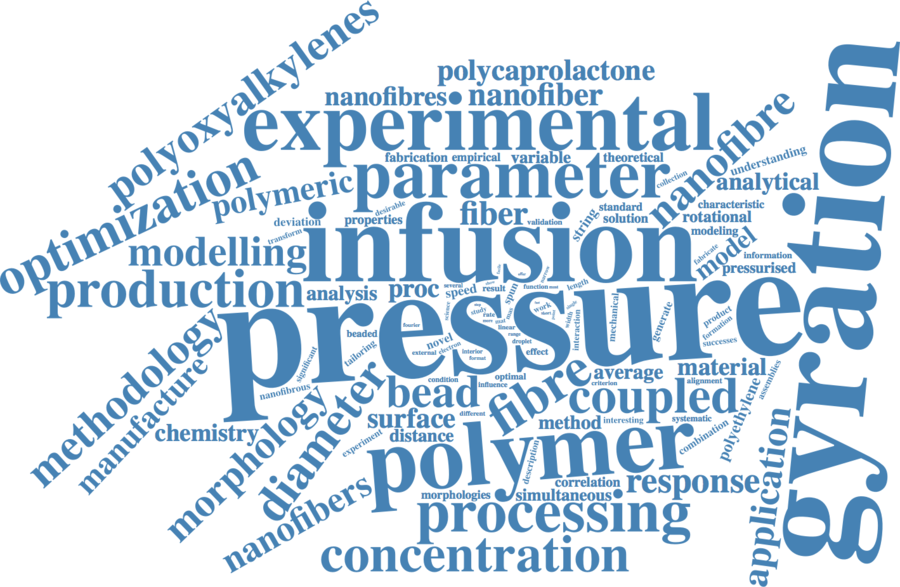 polyoxyalkylenes
polycaprolactone
nanofibres
nanofiber
experimental
gyration
nanofibre
optimization
fabrication
empirical
variable
theoretical
understanding
polymeric
parameter
collection
analytical
desirable
characteristic
deviation
properties
fiber
validation
string
standard
solution
rotational
transform
modeling
modelling
infusion
model
fabricate
information
pressurised
production
analysis
proc
speed
several
result
spun
function
length
pressure
study
rate
work
science
linear
range
droplet
width
interaction
mechanical
generate
product
formation
successes
beaded
fourier
novel
external
electron
interior
format
effect
tailoring
significant
nanofibrous
methodology
manufacture
morphology
diameter
condition
optimal
influence
average
criterion
material
alignment
assemblies
bead
fibre
coupled
polyethylene
chemistry
surface
different
method
interesting
systematic
combination
distance
experiment
polymer
description
application
nanofibers
morphologies
correlation
simultaneous
response
processing
concentration